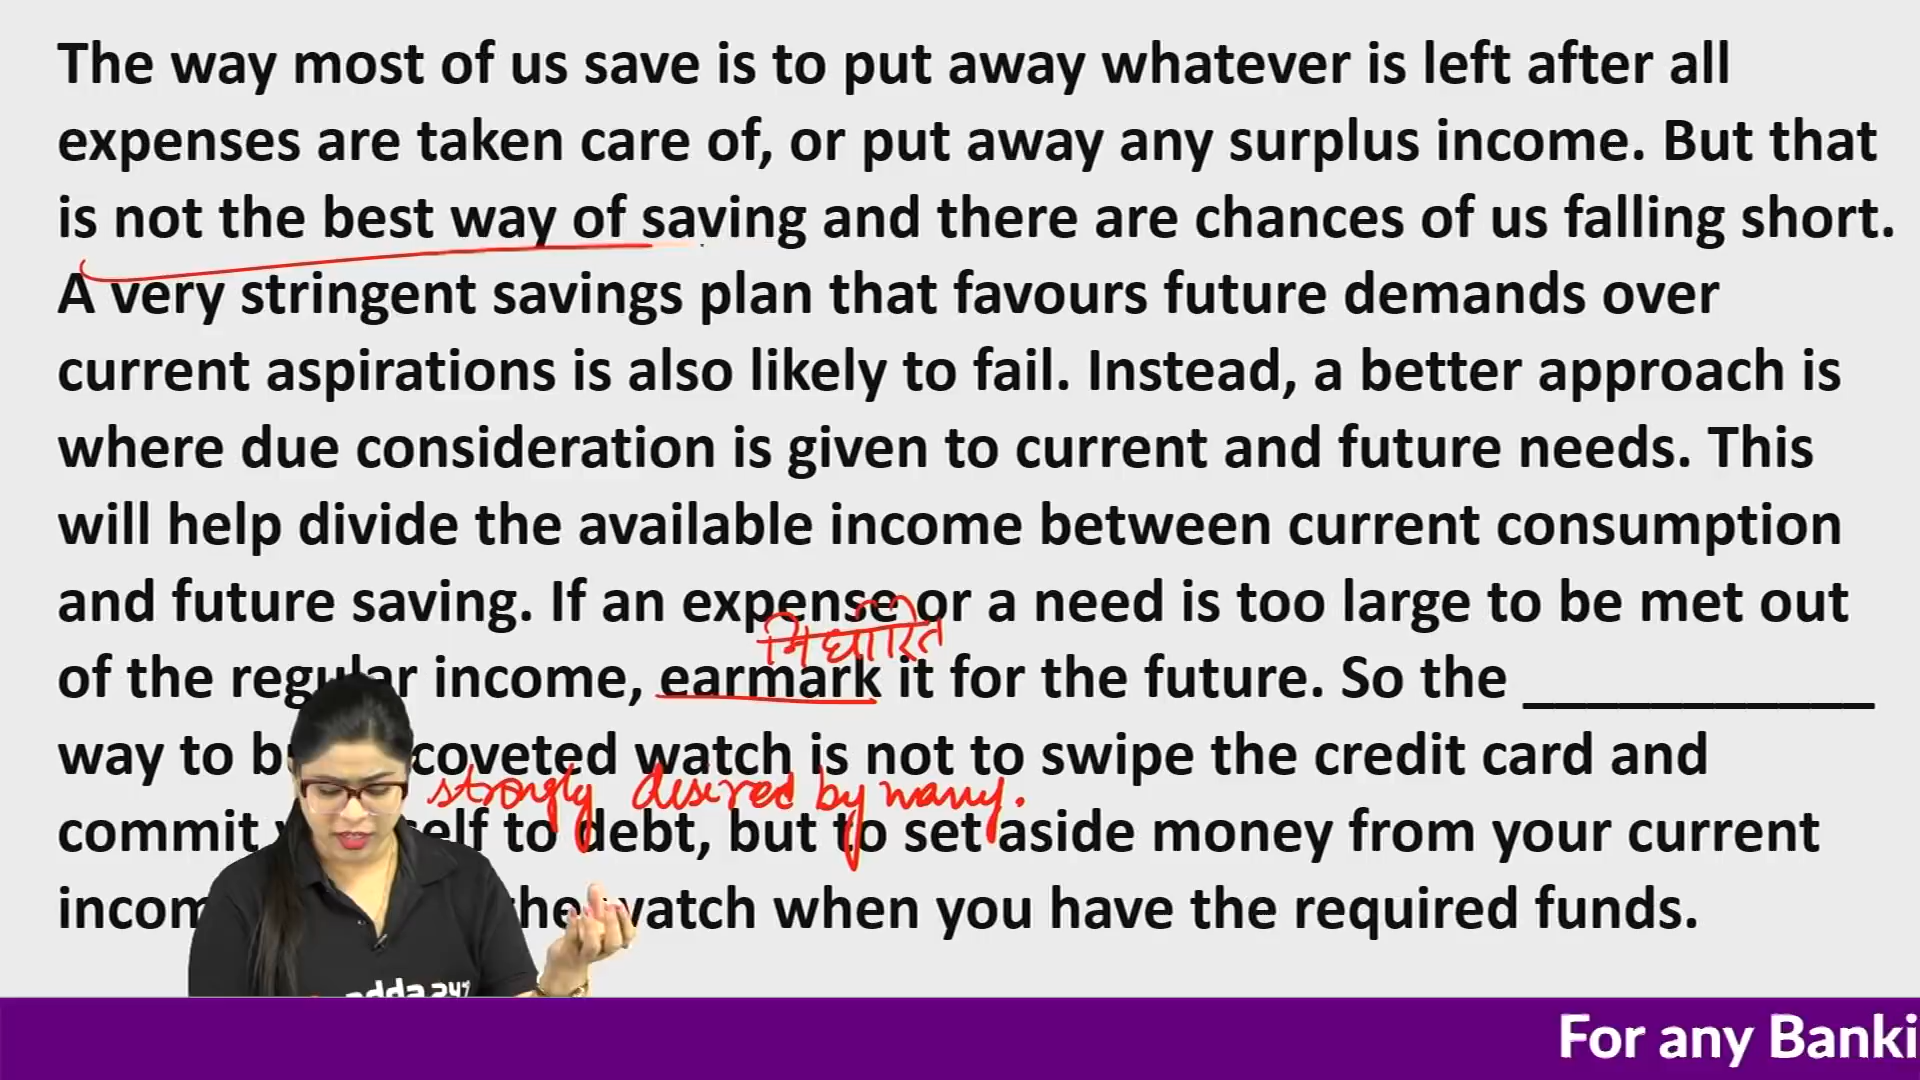 The way most of us save is to put away whatever is left after all
expenses are taken care of, or put away any surplus income. But that
is not the best way of saving and there are chances of us falling short.
A very stringent savings plan that favours future demands over
current aspirations is also likely to fail. Instead, a better approach is
where due consideration is given to current and future needs. This
will help divide the available income between current consumption
and future saving. If an expense or a need is too large to be met out
निर्धारित
of the regular income, earmark it for the future. So the ___________
way to coveted watch is not to swipe the credit card and
strongly desired by many.
commit to debt, but to set aside money from your current
watch when you have the required funds.
adda 247
For any Banki